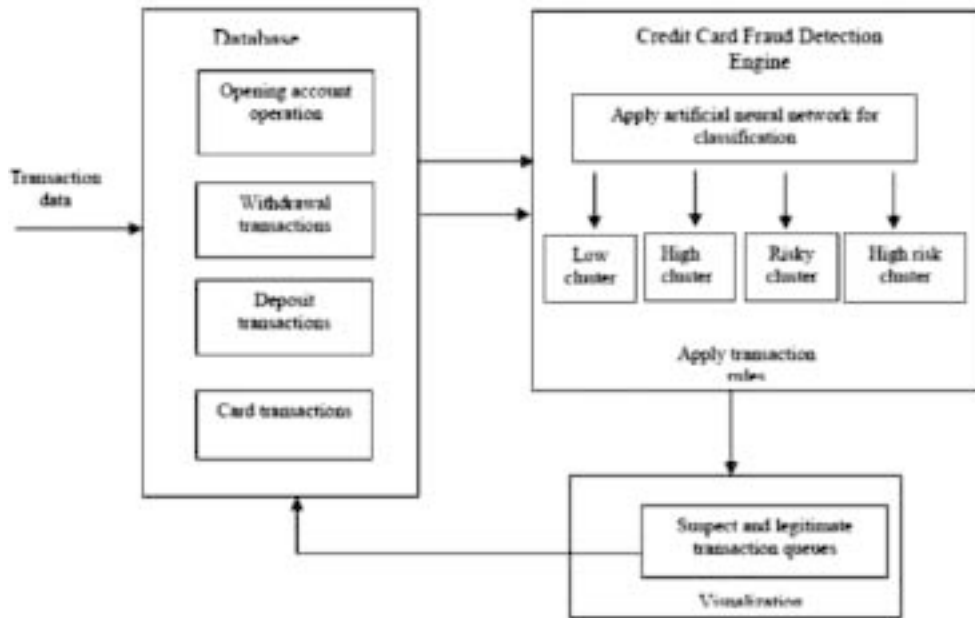 Transaction
data
Database
Opening account
operation
Withdrawal
transactions
Deposit
transactions
Card transactions
Credit Card Fraud Detection
Engine
Apply artificial neural network for
classification
Low
cluster
High
cluster
Risky
cluster
High risk
cluster
Apply transaction
rules
Suspect and legitimate
transaction queues
Visualization